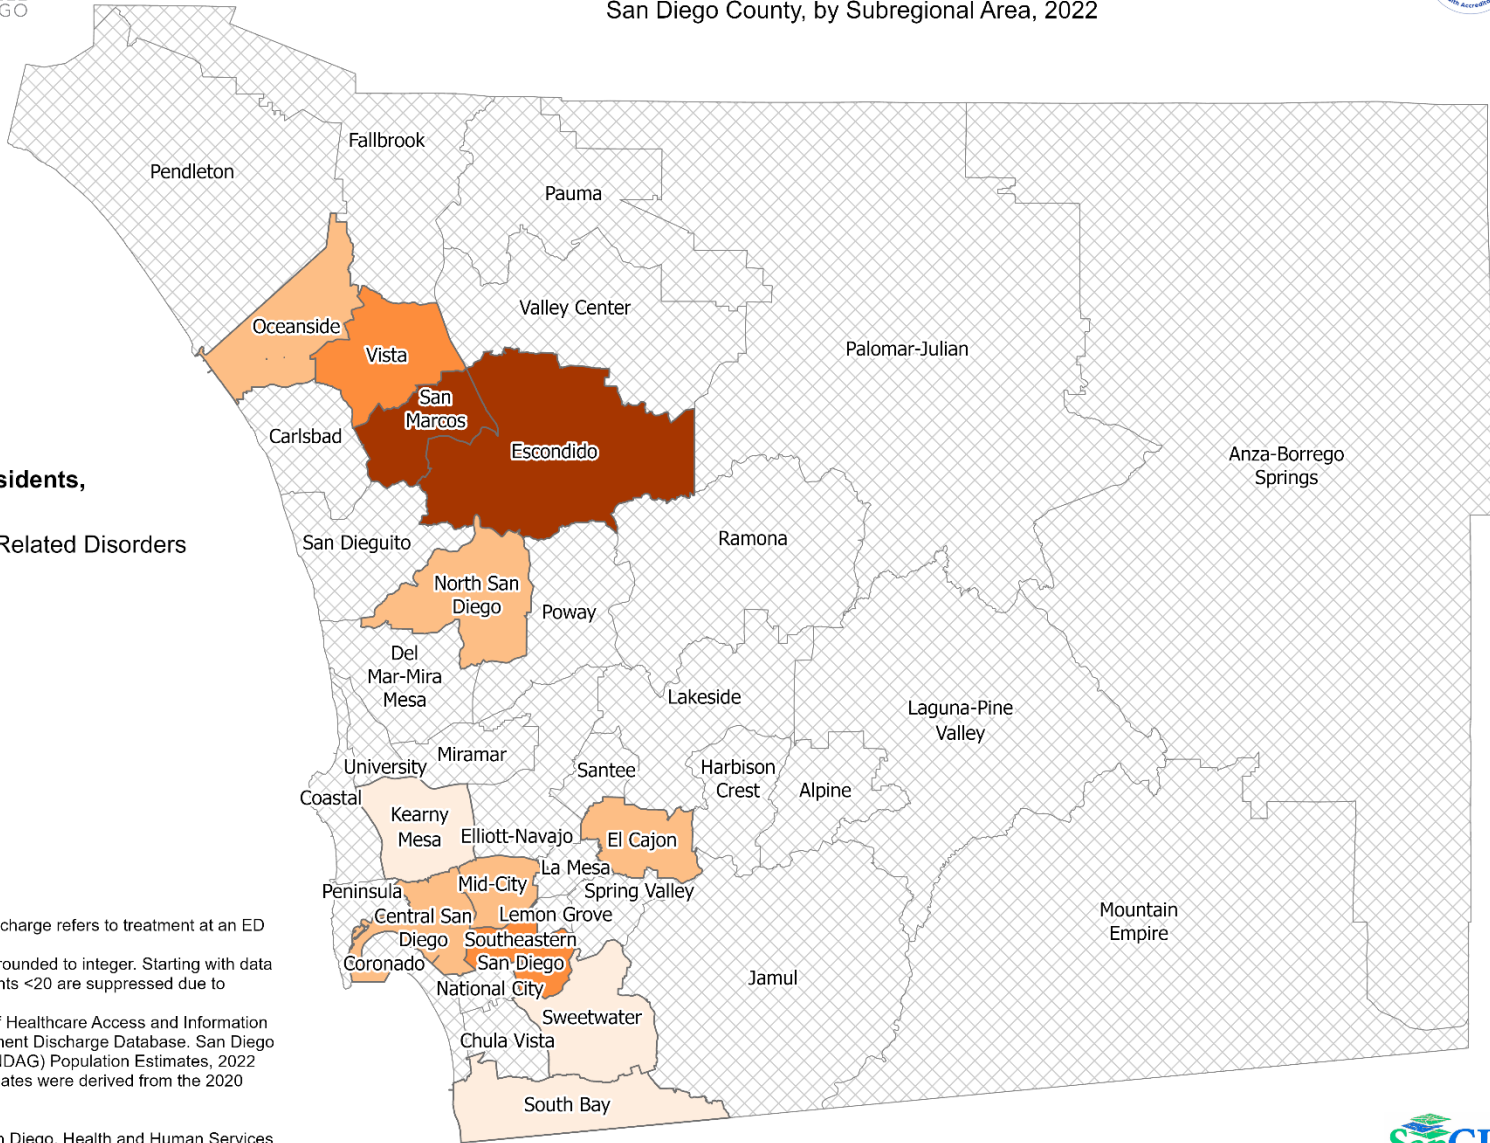 GO
San Diego County, by Subregional Area, 2022
Fallbrook
Pendleton
Pauma
Valley Center
Oceanside
Vista
Palomar-Julian
San
Marcos
Carlsbad
Escondido
Anza-Borrego
Springs
sidents,
San Dieguito
Ramona
Related Disorders
North San
Diego
Poway
Del
Mar-Mira
Mesa
Lakeside
Laguna-Pine
Valley
Miramar
University
Santee
Harbison
Crest
Alpine
Coastal
Kearny
Mesa
Elliott-Navajo
El Cajon
La Mesa
Mid-City
Peninsula
Spring Valley
Central San
Diego
Lemon Grove
Mountain
Empire
Southeastern
San Diego
Coronado
National City
Jamul
Sweetwater
Chula Vista
South Bay
charge refers to treatment at an ED
rounded to integer. Starting with data
nts <20 are suppressed due to
f Healthcare Access and Information
ment Discharge Database. San Diego
NDAG) Population Estimates, 2022
ates were derived from the 2020
n Diego, Health and Human Services